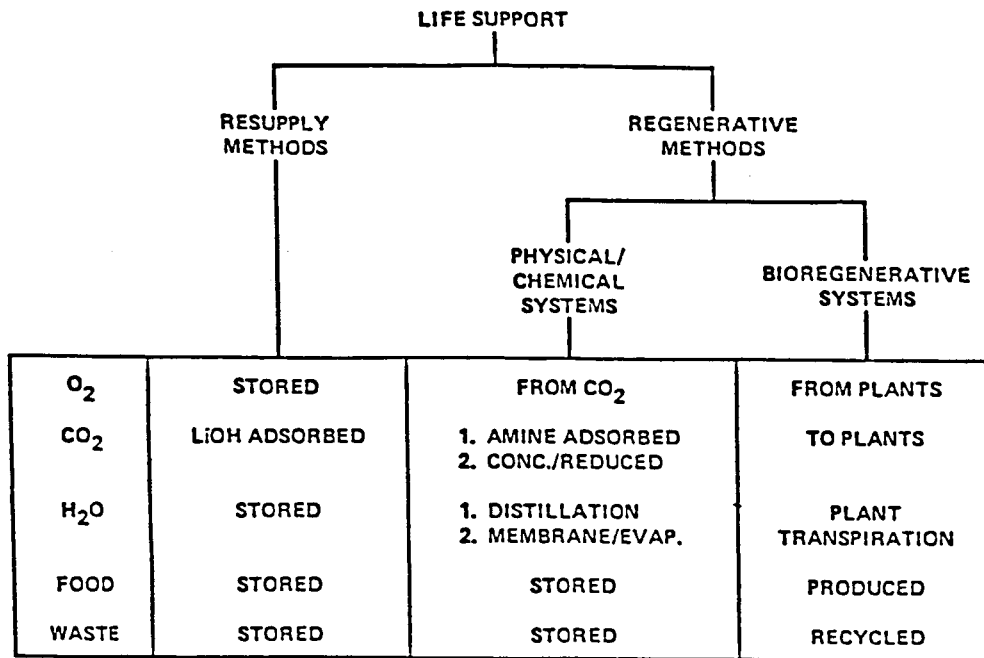 LIFE SUPPORT
RESUPPLY
METHODS
REGENERATIVE
METHODS
PHYSICAL/
CHEMICAL
SYSTEMS
BIOREGENERATIVE
SYSTEMS
O2 STORED FROM CO2 FROM PLANTS
CO2 LiOH ADSORBED 1. AMINE ADSORBED TO PLANTS
2. CONC./REDUCED
H2O STORED 1. DISTILLATION PLANT
2. MEMBRANE/EVAP. TRANSPIRATION
FOOD STORED STORED PRODUCED
WASTE STORED STORED RECYCLED